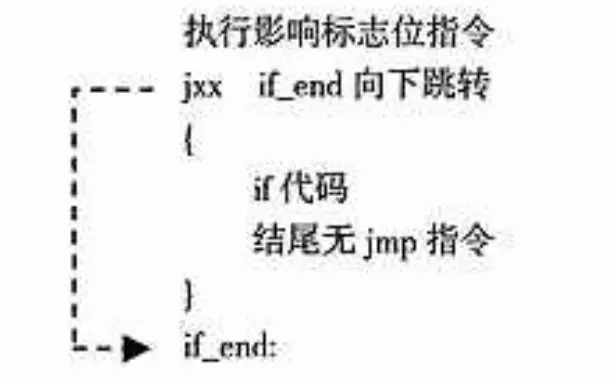 执行影响标志位指令
jxx if_end 向下跳转
{
if 代码
结尾无 jmp 指令
}
if_end: